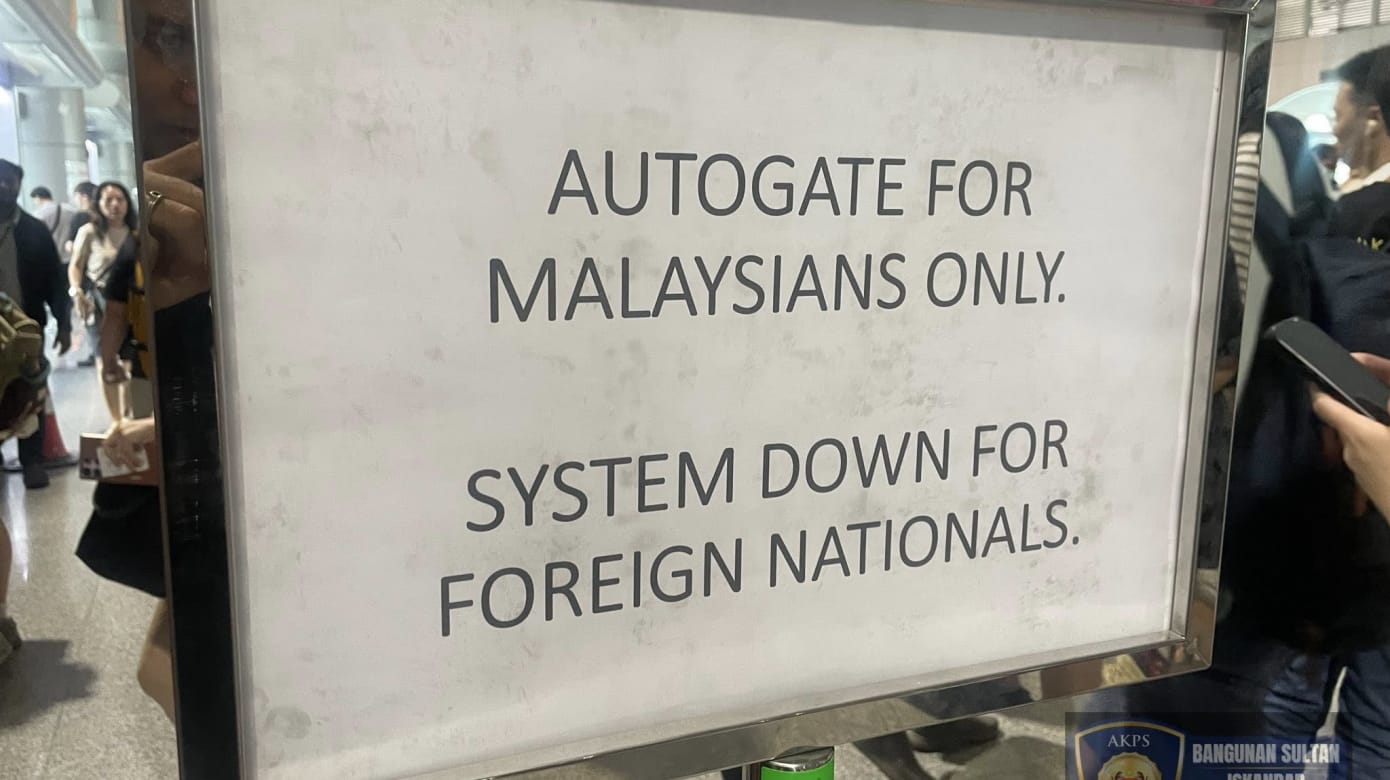 AUTOGATE FOR
MALAYSIANS ONLY.
SYSTEM DOWN FOR
FOREIGN NATIONALS.
AKPS
BANGUNAN SULTAN